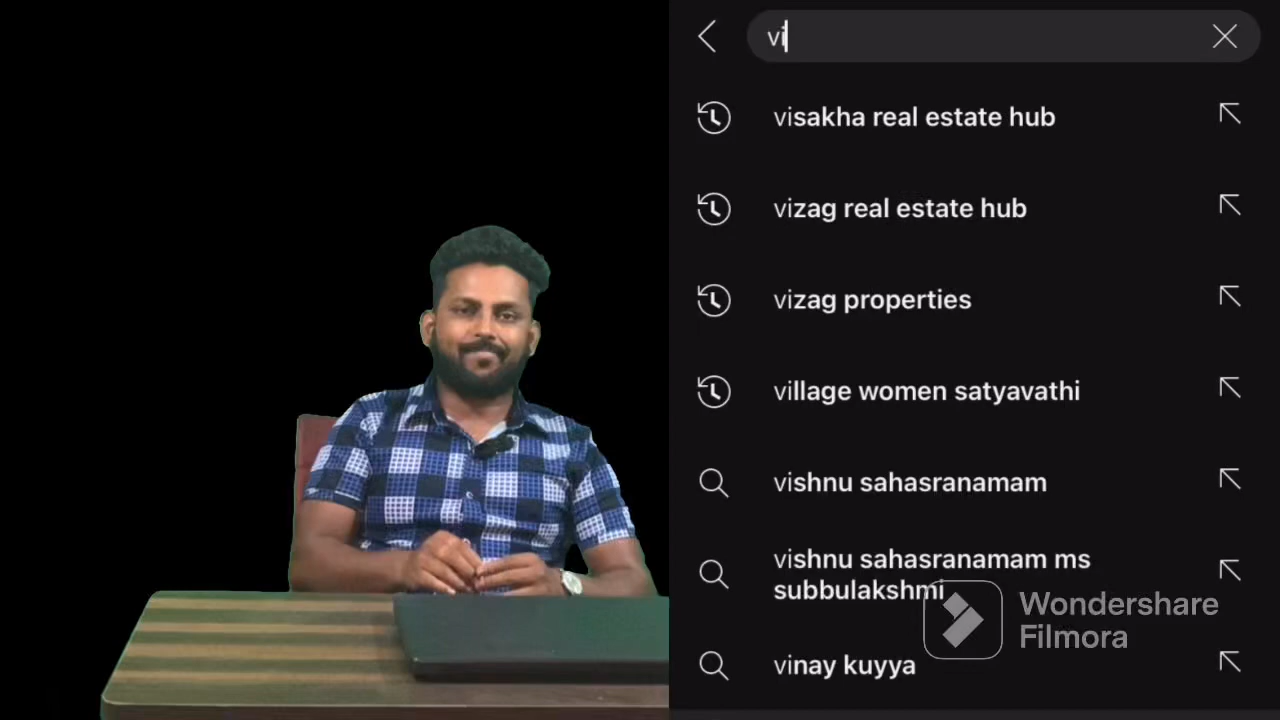 vi
visakha real estate hub
vizag real estate hub
vizag properties
village women satyavathi
vishnu sahasranamam
vishnu sahasranamam ms
subbulakshmi
vinay kuyya
Wondershare
Filmora